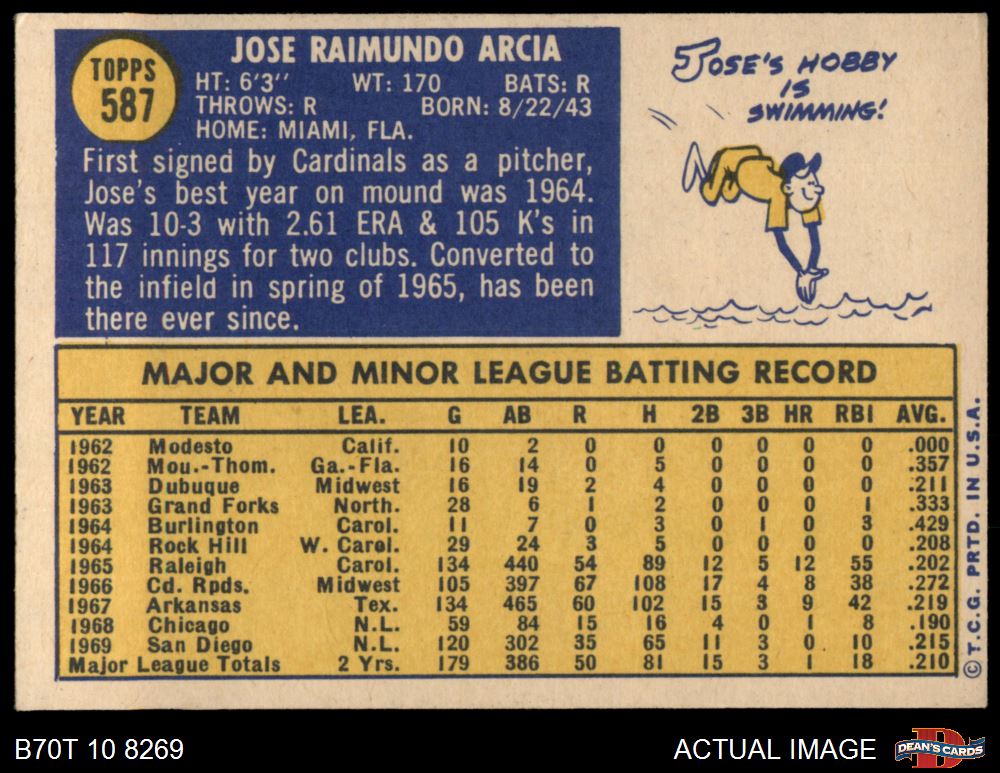 TOPPS
587
JOSE RAIMUNDO ARCIA
HT: 6'3" WT: 170 BATS: R
THROWS: R BORN: 8/22/43
HOME: MIAMI, FLA.
First signed by Cardinals as a pitcher,
Jose's best year on mound was 1964.
Was 10-3 with 2.61 ERA & 105 K's in
117 innings for two clubs. Converted to
the infield in spring of 1965, has been
there ever since.
JOSE'S HOBBY
IS
SWIMMING!
MAJOR AND MINOR LEAGUE BATTING RECORD
YEAR TEAM LEA. G AB R H 2B 3B HR RBI AVG.
1962 Modesto Calif. 10 2 0 0 0 0 0 0 .000
1962 Mou.-Thom. Ga.-Fla. 16 14 0 5 0 0 0 0 .357
1963 Dubuque Midwest 16 19 2 4 0 0 0 0 .211
1963 Grand Forks North. 28 6 1 2 0 0 0 1 .333
1964 Burlington Carol. 11 7 0 3 0 1 0 3 .429
1964 Rock Hill W. Carol. 29 24 3 5 0 0 0 0 .208
1965 Raleigh Carol. 134 440 54 89 12 5 12 55 .202
1966 Cd. Rpds. Midwest 105 397 67 108 17 4 8 38 .272
1967 Arkansas Tex. 134 465 60 102 15 3 9 42 .219
1968 Chicago N.L. 59 84 15 16 4 0 1 8 .190
1969 San Diego N.L. 120 302 35 65 11 3 0 10 .215
Major League Totals 2 Yrs. 179 386 50 81 15 3 1 18 .210
© T.C.G. PRTD. IN U.S.A.
B70T 10 8269
ACTUAL IMAGE
D
DEAN'S CARDS